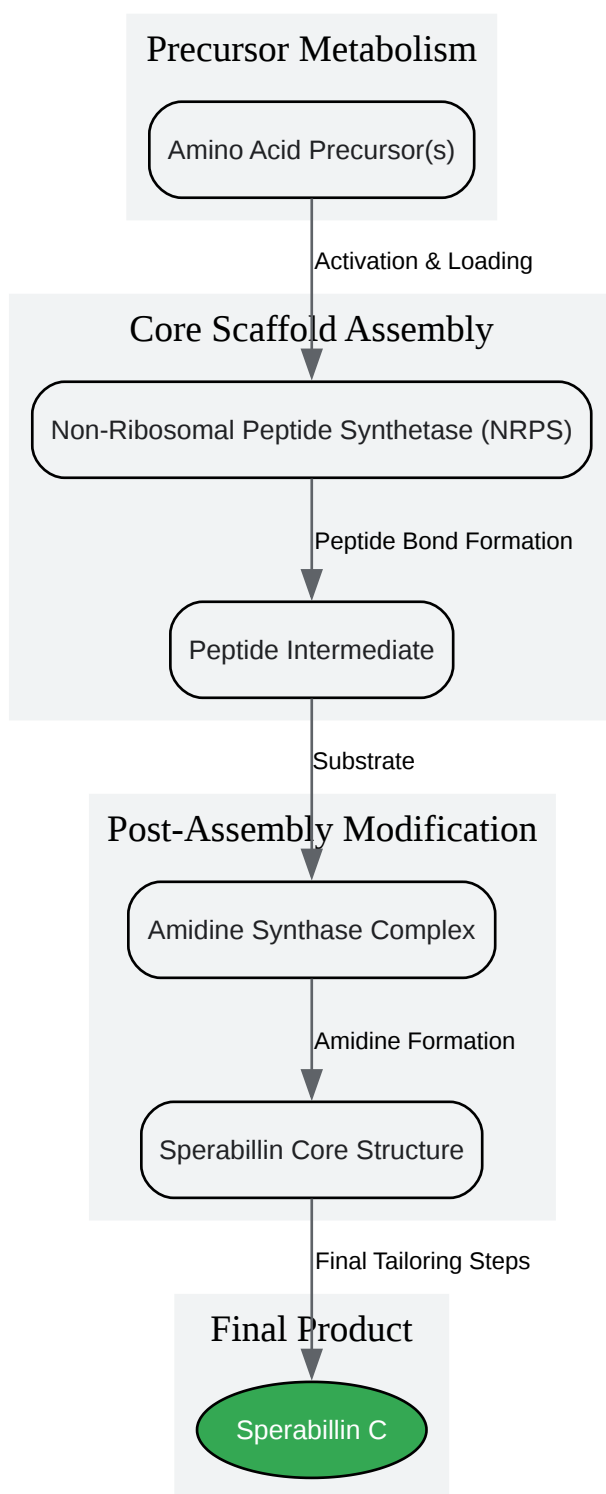 Precursor Metabolism
Amino Acid Precursor(s)
Activation & Loading
Core Scaffold Assembly
Non-Ribosomal Peptide Synthetase (NRPS)
Peptide Bond Formation
Peptide Intermediate
Substrate
Post-Assembly Modification
Amidine Synthase Complex
Amidine Formation
Sperabillin Core Structure
Final Tailoring Steps
Final Product
Sperabillin C